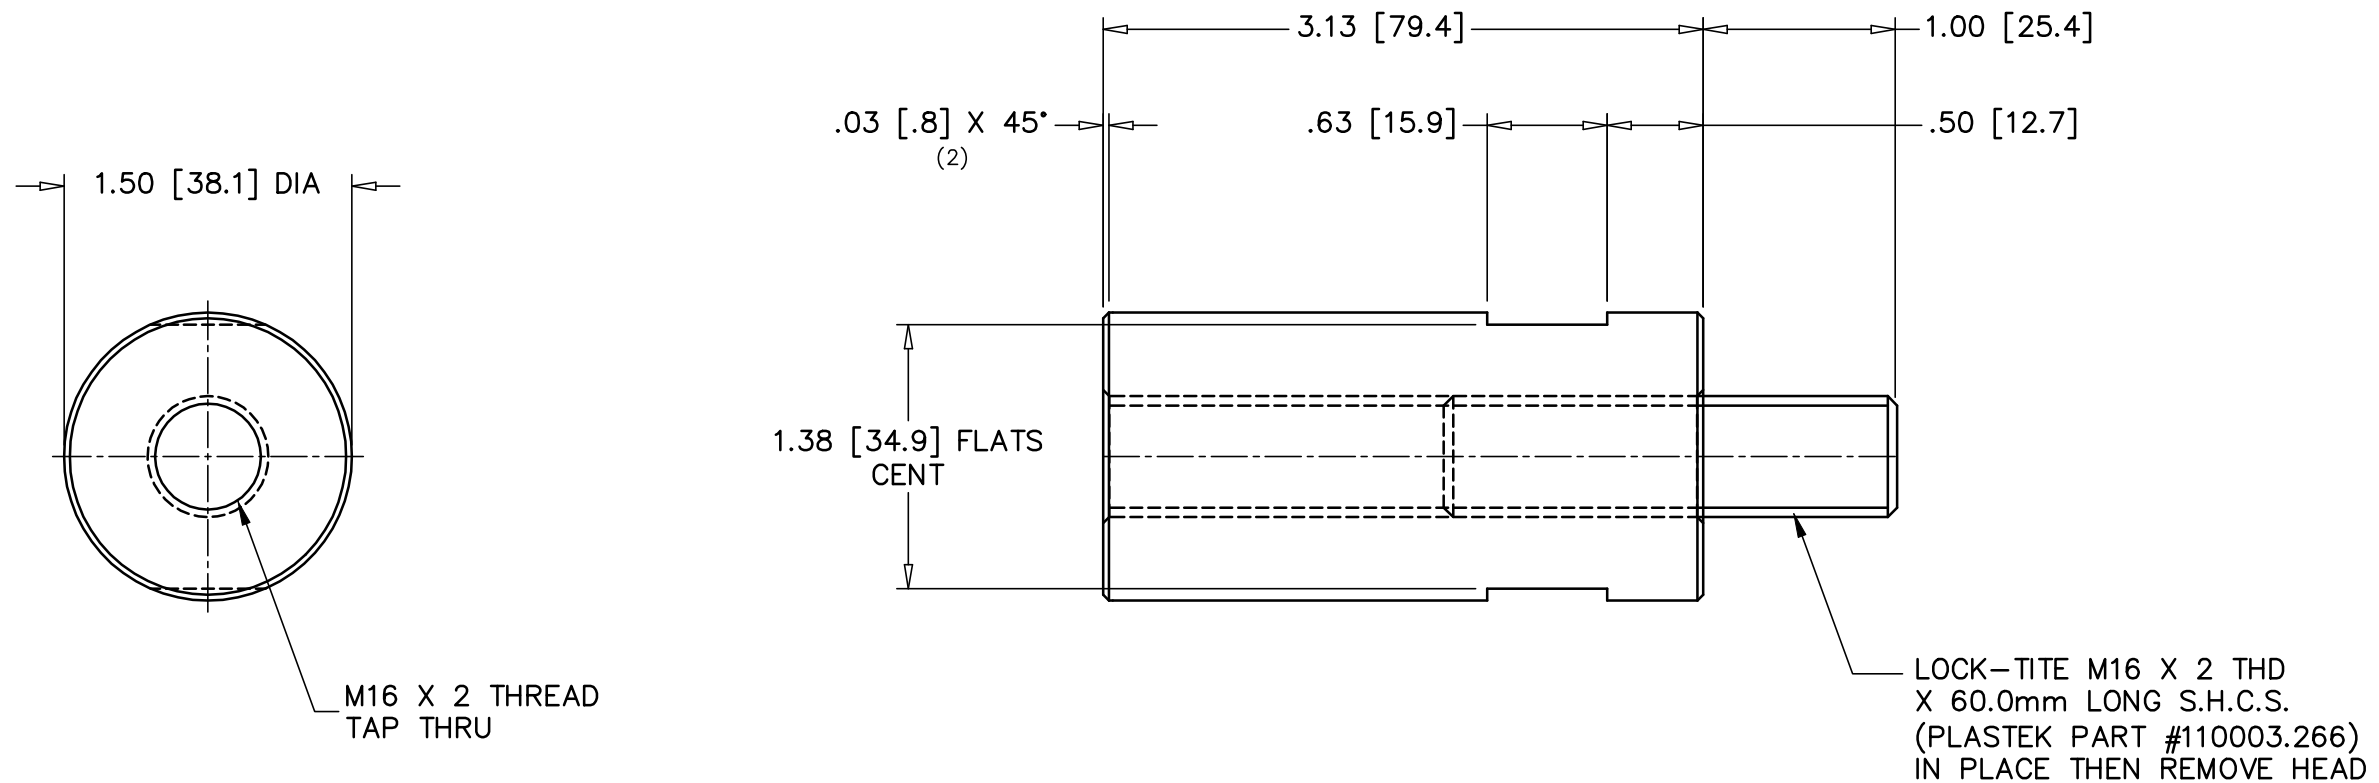 3.13 [79.4]
1.00 [25.4]
.03 [.8] X 45°
(2)
.63 [15.9]
.50 [12.7]
1.50 [38.1] DIA
1.38 [34.9] FLATS
CENT
M16 X 2 THREAD
TAP THRU
LOCK-TITE M16 X 2 THD
X 60.0mm LONG S.H.C.S.
(PLASTEK PART #110003.266)
IN PLACE THEN REMOVE HEAD